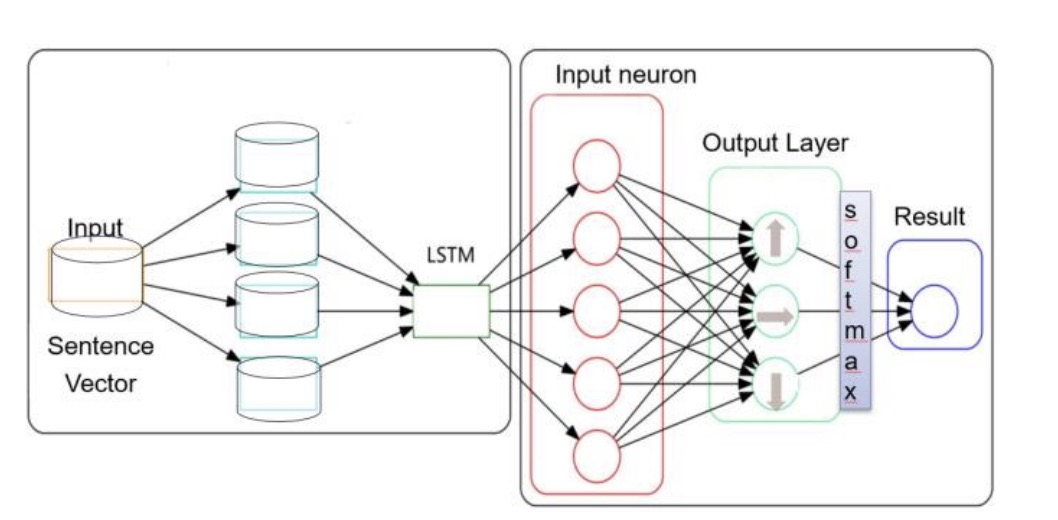 Input
Sentence
Vector
LSTM
Input neuron
Output Layer
s
o
f
t
m
a
x
Result